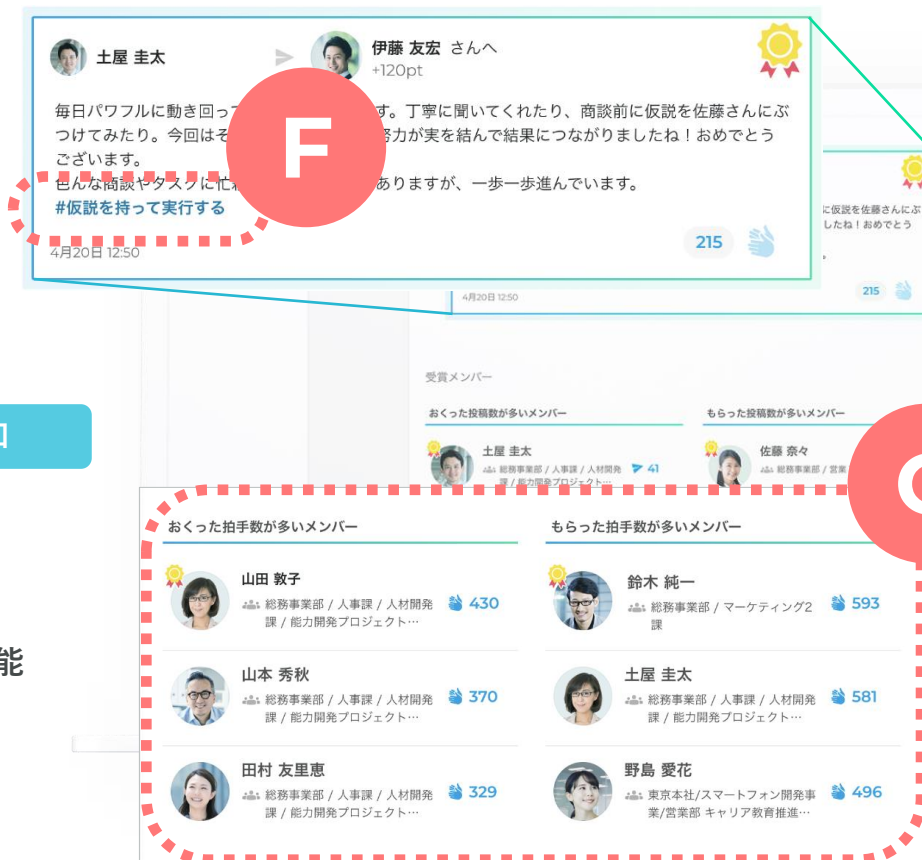 土屋 圭太
伊藤 友宏 さんへ
+120pt
毎日パワフルに動き回っ
す。丁寧に聞いてくれたり、商談前に仮説を佐藤さんにぶ
つけてみたり。今回はそ
努力が実を結んで結果につながりましたね！おめでとう
ございます。
色んな商談やタスクに忙
ありますが、一歩一歩進んでいます。
#仮説を持って実行する
4月20日 12:50
215
F
に仮説を佐藤さんにぶ
したね！おめでとう
4月20日 12:50
215
受賞メンバー
おくった投稿数が多いメンバー
もらった投稿数が多いメンバー
土屋 圭太
総務事業部 / 人事課 / 人材開発
課 / 能力開発プロジェクト…
41
佐藤 奈々
総務事業部 / 営業
能
おくった拍手数が多いメンバー
山田 敦子
総務事業部 / 人事課 / 人材開発
課 / 能力開発プロジェクト…
430
山本 秀秋
総務事業部 / 人事課 / 人材開発
課 / 能力開発プロジェクト…
370
田村 友里恵
総務事業部 / 人事課 / 人材開発
課 / 能力開発プロジェクト…
329
もらった拍手数が多いメンバー
鈴木 純一
総務事業部 / マーケティング2
課
593
土屋 圭太
総務事業部 / 人事課 / 人材開発
課 / 能力開発プロジェクト…
581
野島 愛花
東京本社/スマートフォン開発事
業/営業部 キャリア教育推進…
496